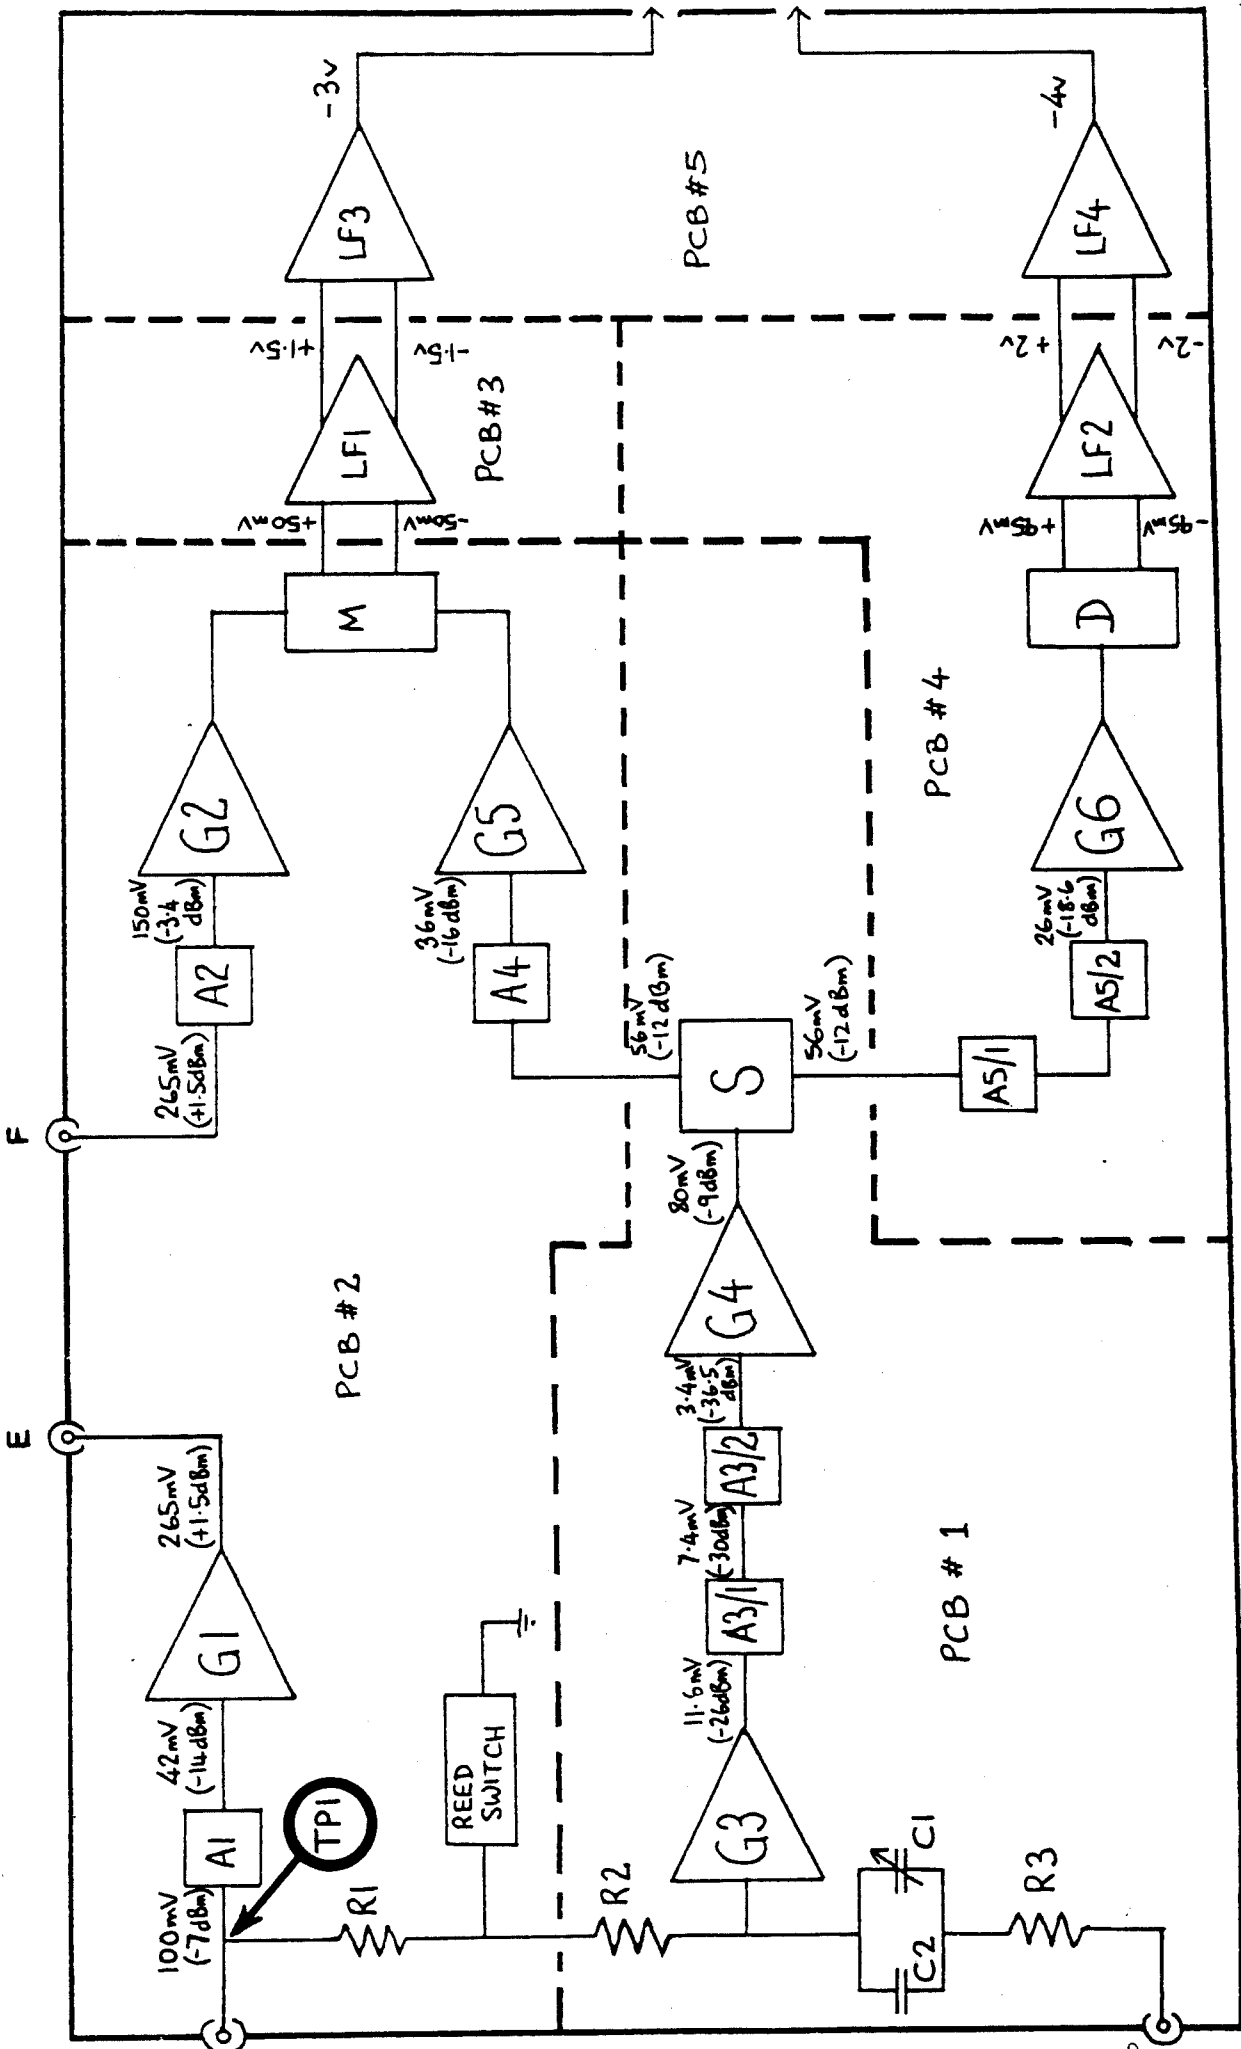 E
F
100mV
(-7dBm)
A1
42mV
(-14dBm)
G1
265mV
(+1.5dBm)
TP1
R1
REED
SWITCH
PCB #2
265mV
(+1.5dBm)
A2
150mV
(-3.4
dBm)
G2
M
+50mV
-50mV
LF1
+1.5v
-1.5v
PCB#3
LF3
-3v
PCB#5
A4
36mV
(-16dBm)
G5
56mV
(-12dBm)
S
56mV
(-12dBm)
R2
G3
11.6mV
(-26dBm)
A3/1
7.4mV
(-30dBm)
A3/2
3.4mV
(-36.5
dBm)
G4
80mV
(-9dBm)
C2
C1
R3
PCB #1
A5/1
A5/2
26mV
(-18.6
dBm)
G6
PCB #4
D
+95mV
-95mV
LF2
+2v
-2v
LF4
-4v